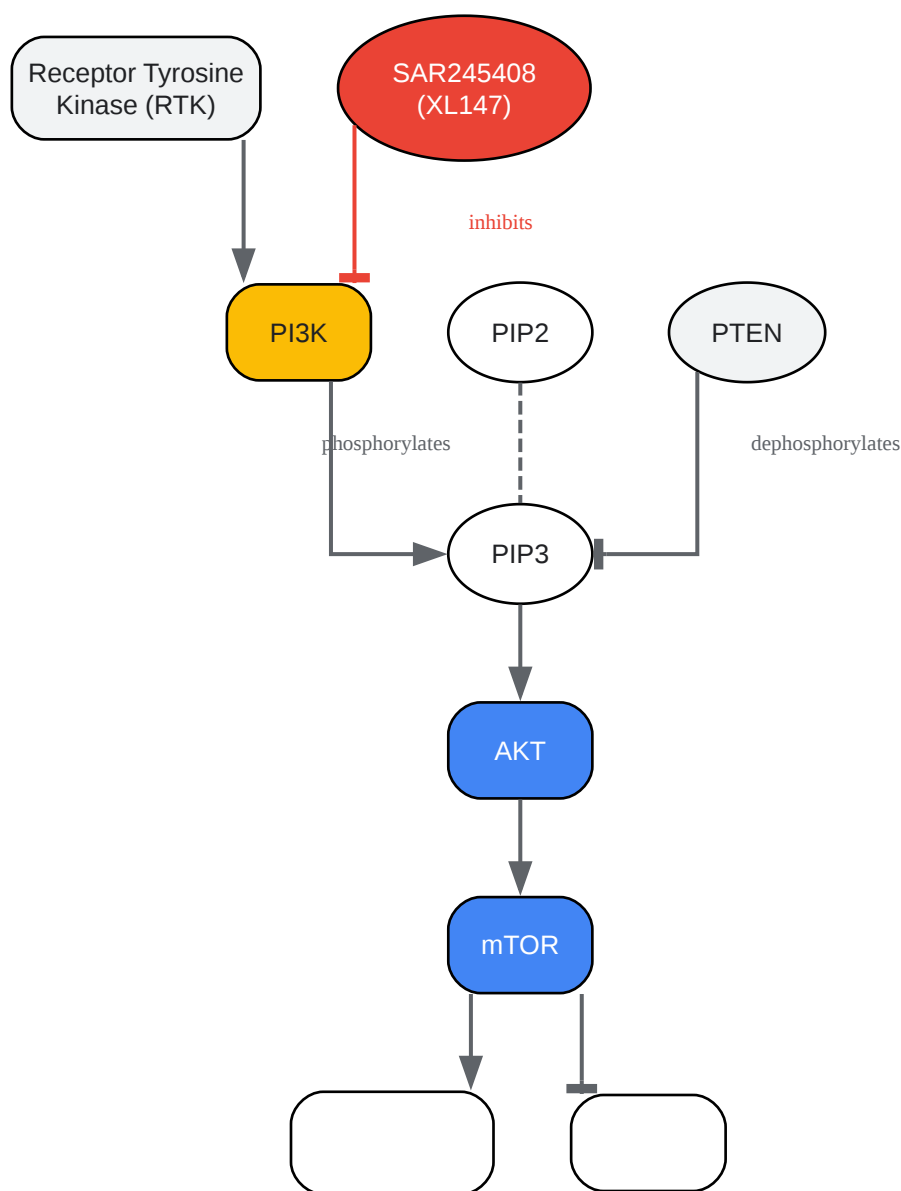 Receptor Tyrosine
Kinase (RTK)
SAR245408
(XL147)
inhibits
PI3K
PIP2
PTEN
phosphorylates
dephosphorylates
PIP3
AKT
mTOR